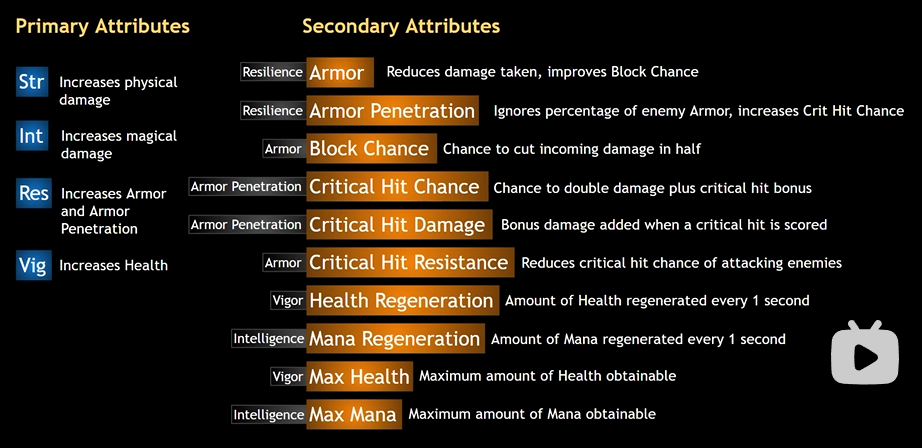 Primary Attributes
Str
Increases physical
damage
Int
Increases magical
damage
Res
Increases Armor
and Armor
Penetration
Vig
Increases Health
Secondary Attributes
Resilience Armor Reduces damage taken, improves Block Chance
Resilience Armor Penetration Ignores percentage of enemy Armor, increases Crit Hit Chance
Armor Block Chance Chance to cut incoming damage in half
Armor Penetration Critical Hit Chance Chance to double damage plus critical hit bonus
Armor Penetration Critical Hit Damage Bonus damage added when a critical hit is scored
Armor Critical Hit Resistance Reduces critical hit chance of attacking enemies
Vigor Health Regeneration Amount of Health regenerated every 1 second
Intelligence Mana Regeneration Amount of Mana regenerated every 1 second
Vigor Max Health Maximum amount of Health obtainable
Intelligence Max Mana Maximum amount of Mana obtainable